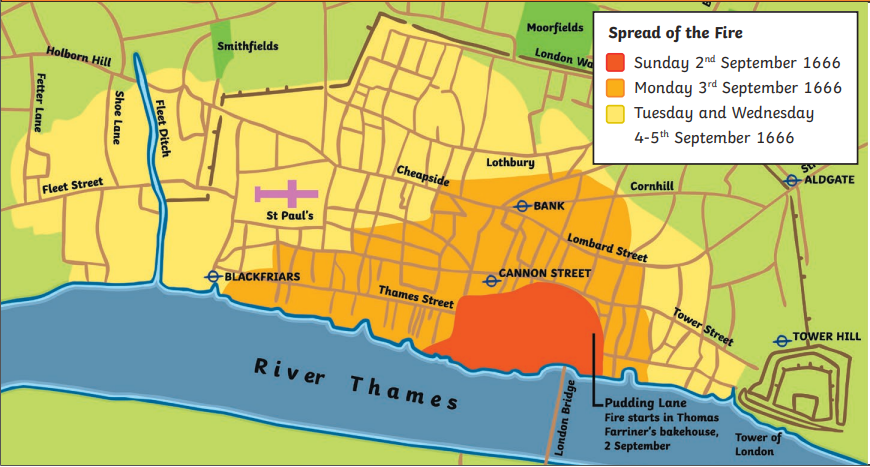 Spread of the Fire
Sunday 2nd September 1666
Monday 3rd September 1666
Tuesday and Wednesday
4-5th September 1666
Moorfields
London Wa
Smithfields
Holborn Hill
Fetter Lane
Shoe Lane
Fleet Ditch
Fleet Street
Cheapside
Lothbury
Cornhill
ALDGATE
St Paul's
BANK
Lombard Street
BLACKFRIARS
CANNON STREET
Thames Street
Tower Street
TOWER HILL
River Thames
London Bridge
Pudding Lane
Fire starts in Thomas
Farriner's bakehouse,
2 September
Tower of
London